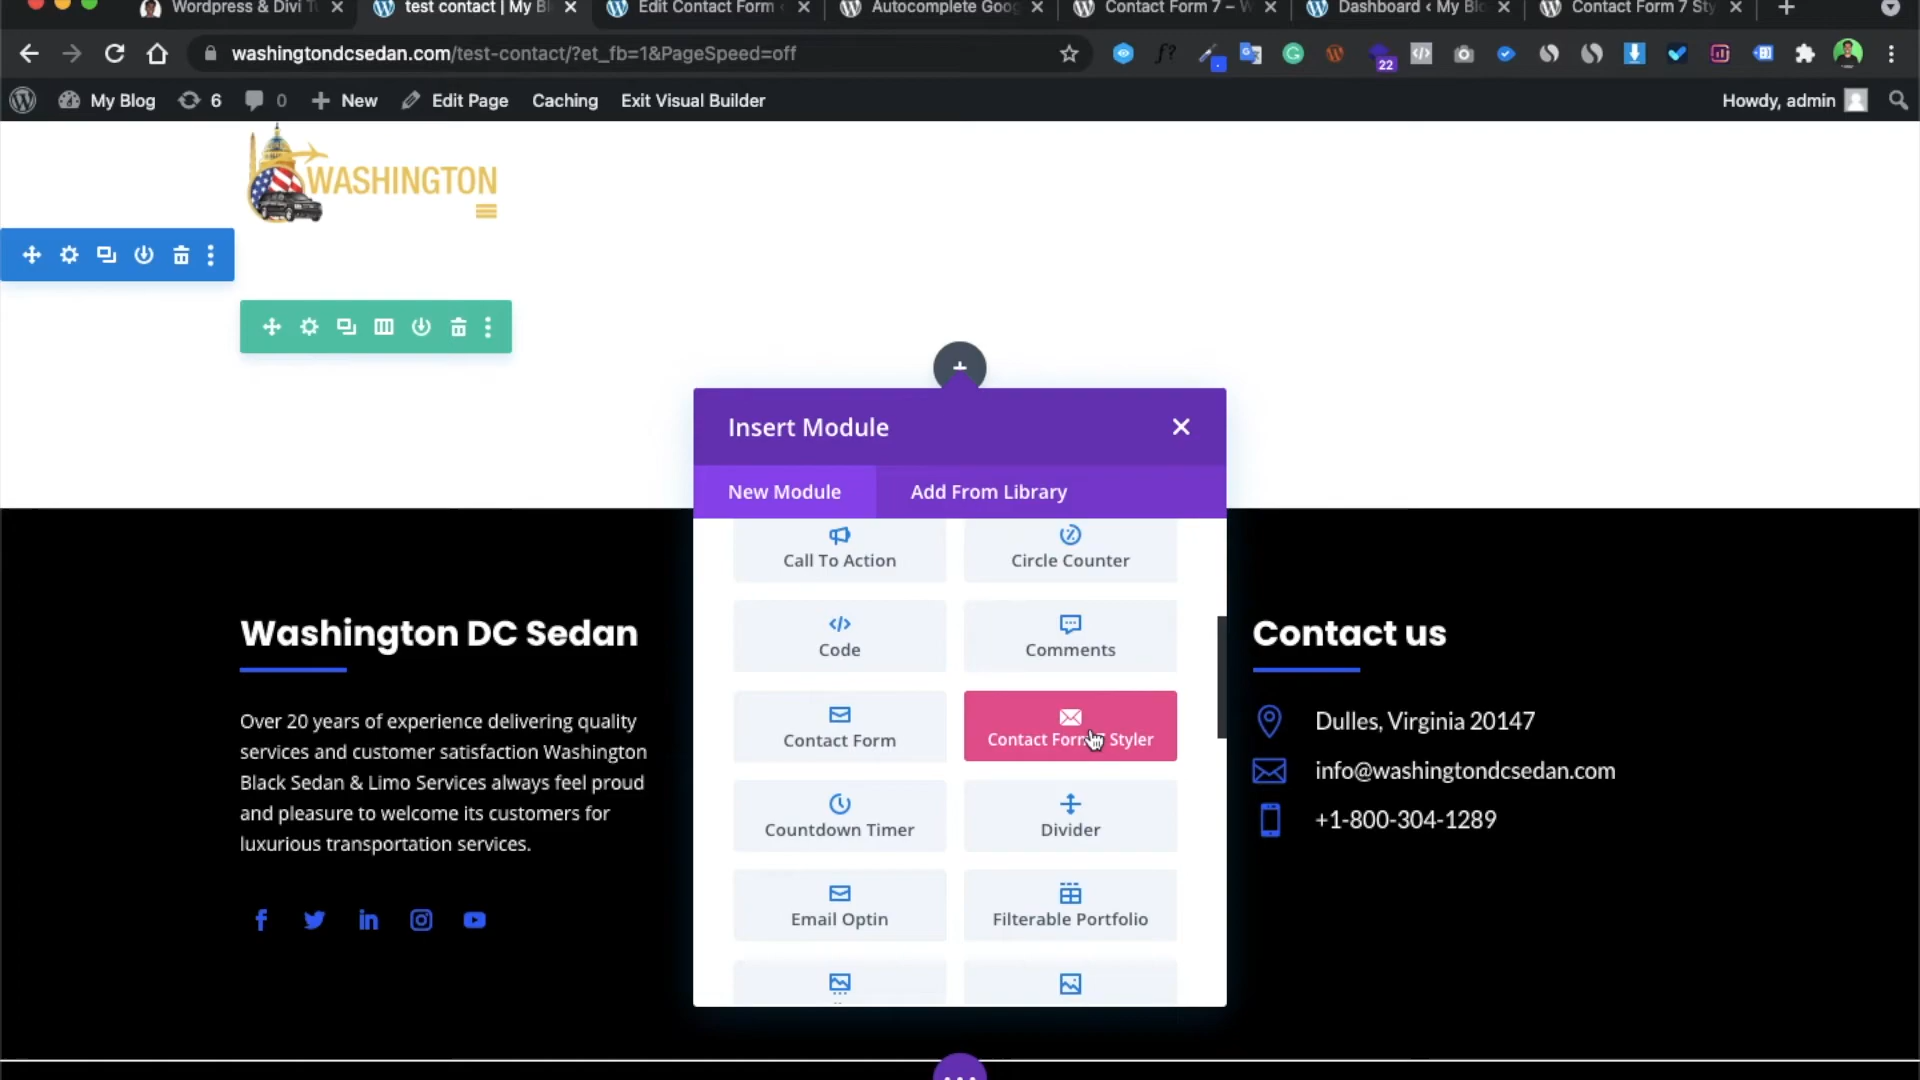 Wordpress & Divi T
test contact | My Bl
Edit Contact Form ‹
Autocomplete Goog
Contact Form 7 – W
Dashboard ‹ My Blo
Contact Form 7 Sty
washingtondcsedan.com/test-contact/?et_fb=1&PageSpeed=off
f?
22
My Blog
6
0
New
Edit Page
Caching
Exit Visual Builder
Howdy, admin
WASHINGTON
Insert Module
New Module
Add From Library
Call To Action
Circle Counter
Code
Comments
Contact Form
Contact Form Styler
Countdown Timer
Divider
Email Optin
Filterable Portfolio
Washington DC Sedan
Over 20 years of experience delivering quality
services and customer satisfaction Washington
Black Sedan & Limo Services always feel proud
and pleasure to welcome its customers for
luxurious transportation services.
Contact us
Dulles, Virginia 20147
info@washingtondcsedan.com
+1-800-304-1289